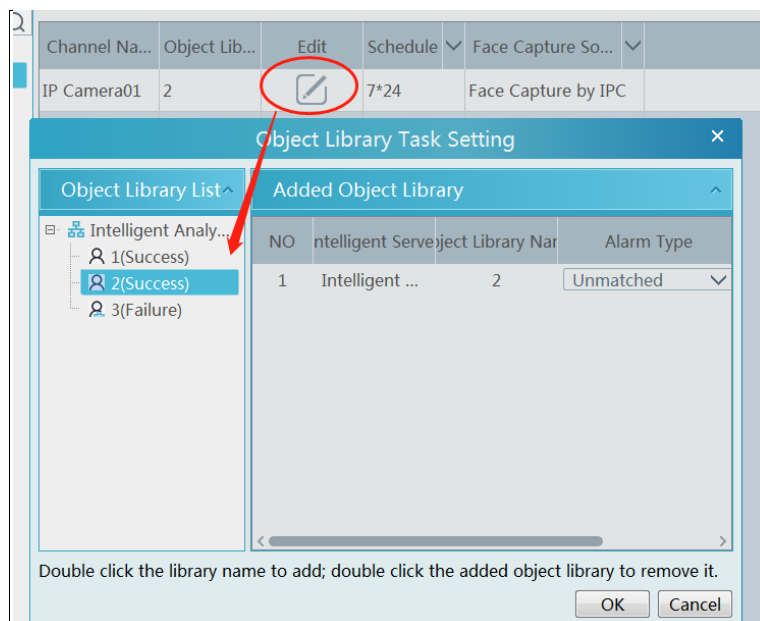 Channel Na... Object Lib... Edit Schedule Face Capture So...
IP Camera01 2 7*24 Face Capture by IPC
Object Library Task Setting
Object Library List Added Object Library
Intelligent Analy... NO ntelligent Serve bject Library Nar Alarm Type
1(Success)
2(Success) 1 Intelligent ... 2 Unmatched
3(Failure)
Double click the library name to add; double click the added object library to remove it.
OK Cancel